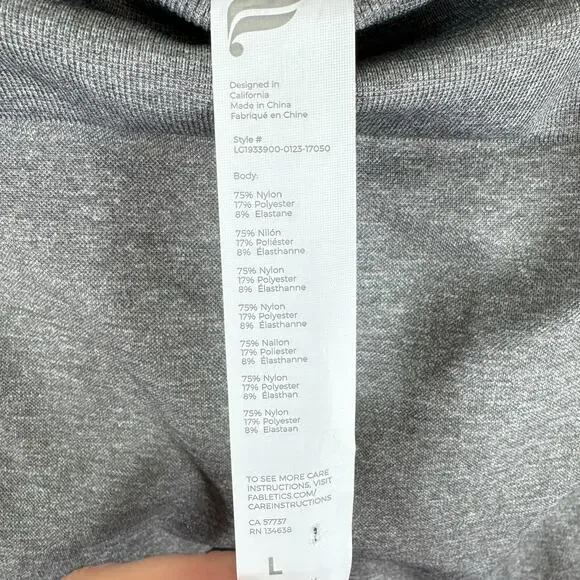 Designed in
California
Made in China
Fabriqué en Chine
Style #
LG1933900-0123-17050
Body:
75% Nylon
17% Polyester
8% Elastane
75% Nilón
17% Poliéster
8% Élasthanne
75% Nylon
17% Polyester
8% Élasthanne
75% Nylon
17% Polyester
8% Élasthanne
75% Nailon
17% Poliester
8% Élasthanne
75% Nylon
17% Polyester
8% Elasthan
75% Nylon
17% Polyester
8% Elastaan
TO SEE MORE CARE
INSTRUCTIONS, VISIT
FABLETICS.COM/
CAREINSTRUCTIONS
CA 57737
RN 134638
L